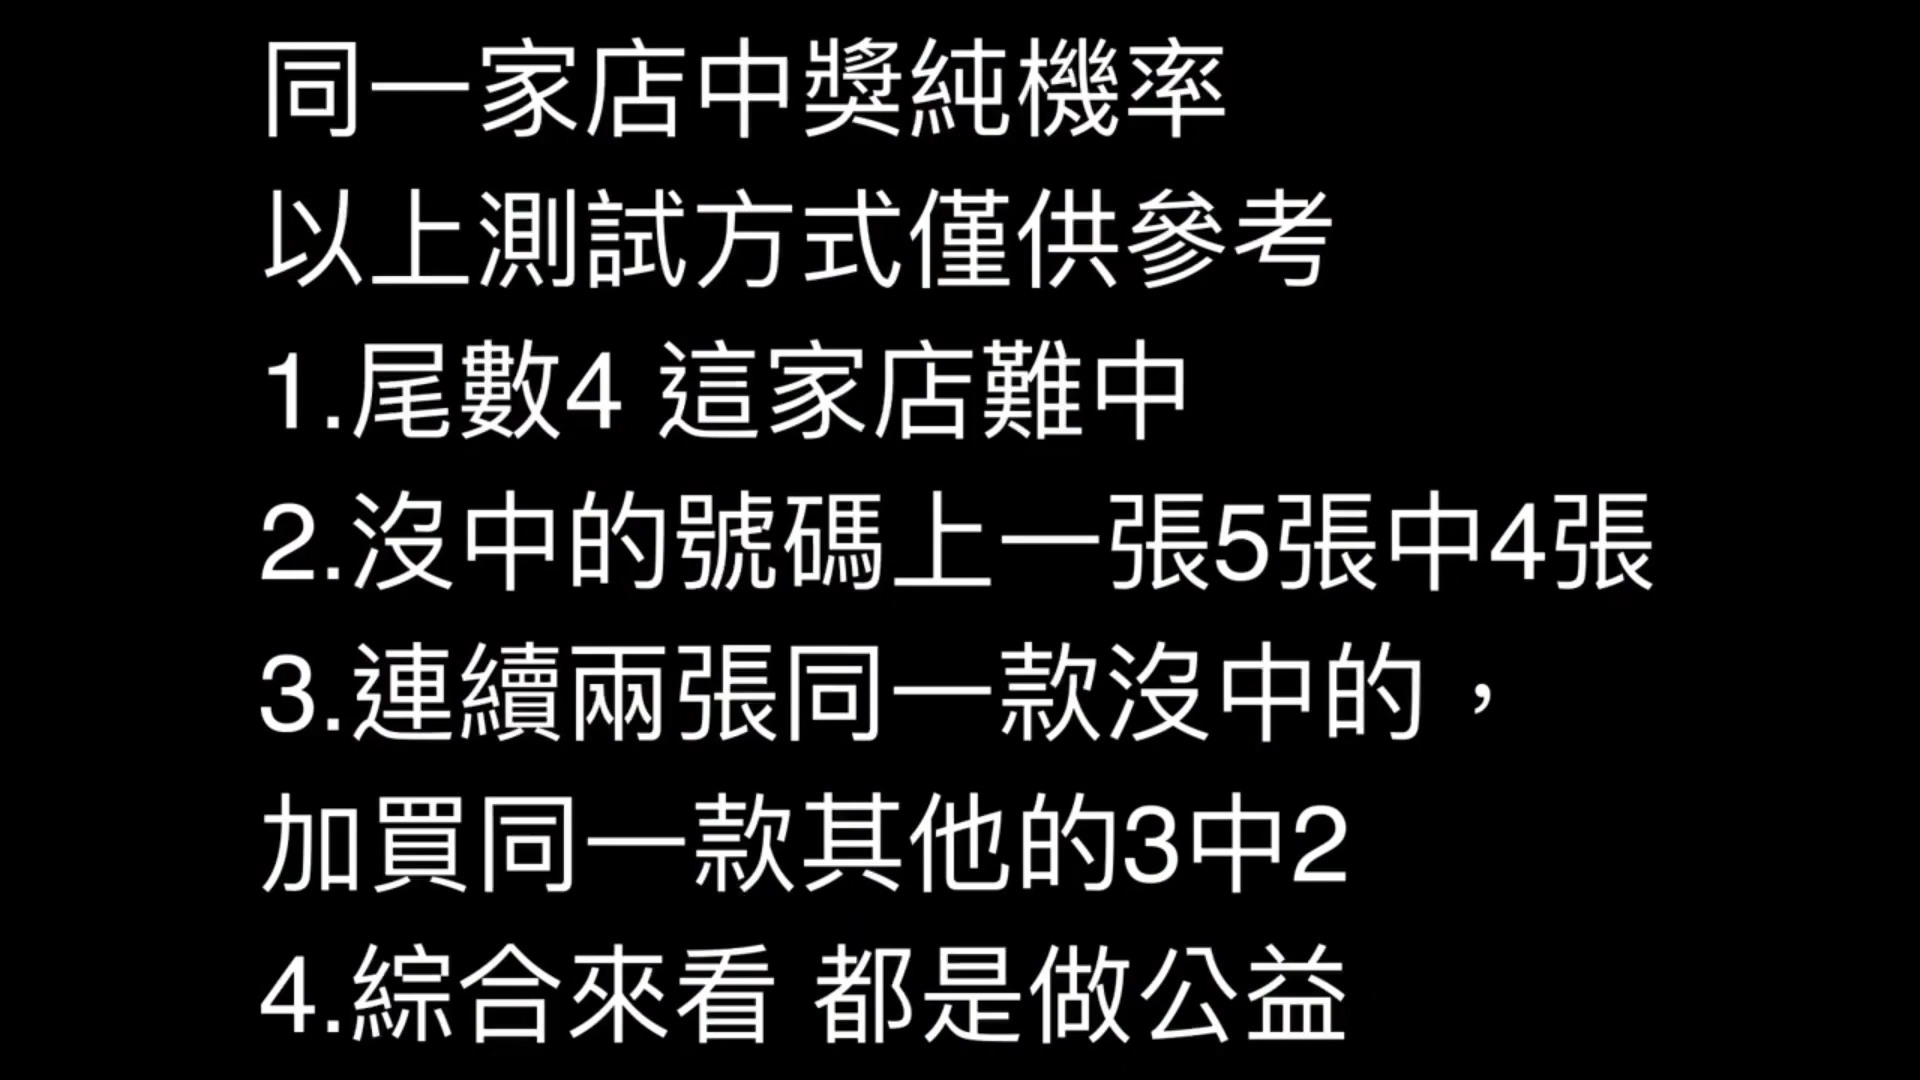 同一家店中獎純機率
以上測試方式僅供參考
1.尾數4 這家店難中
2.沒中的號碼上一張5張中4張
3.連續兩張同一款沒中的，
加買同一款其他的3中2
4.綜合來看 都是做公益